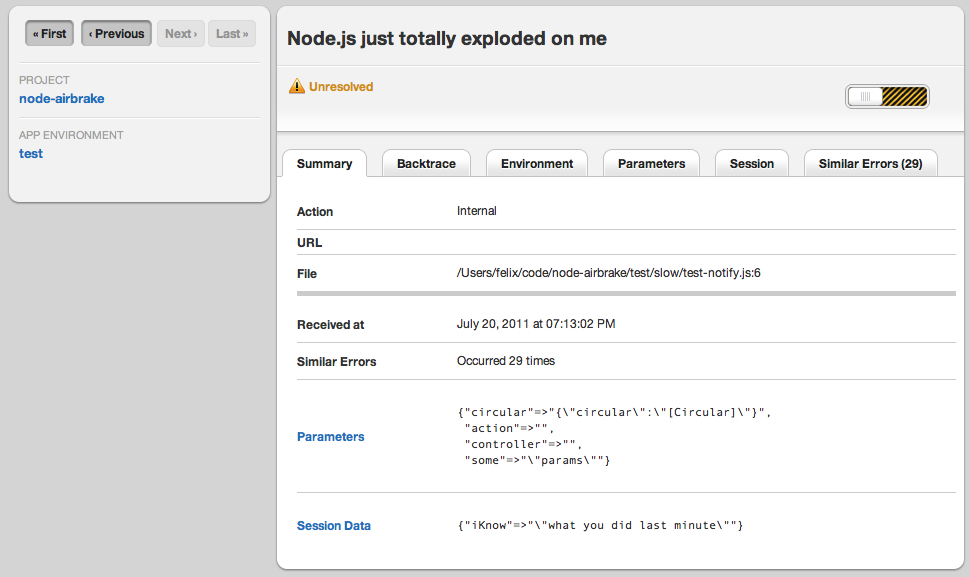 « First ‹ Previous Next › Last »
PROJECT
node-airbrake
APP ENVIRONMENT
test
Node.js just totally exploded on me
Unresolved
Summary Backtrace Environment Parameters Session Similar Errors (29)
Action Internal
URL
File /Users/felix/code/node-airbrake/test/slow/test-notify.js:6
Received at July 20, 2011 at 07:13:02 PM
Similar Errors Occurred 29 times
Parameters
{"circular"=>"{\"circular\":\"[Circular]\"}",
"action"=>"",
"controller"=>"",
"some"=>"\"params\""}
Session Data {"iKnow"=>"\"what you did last minute\""}